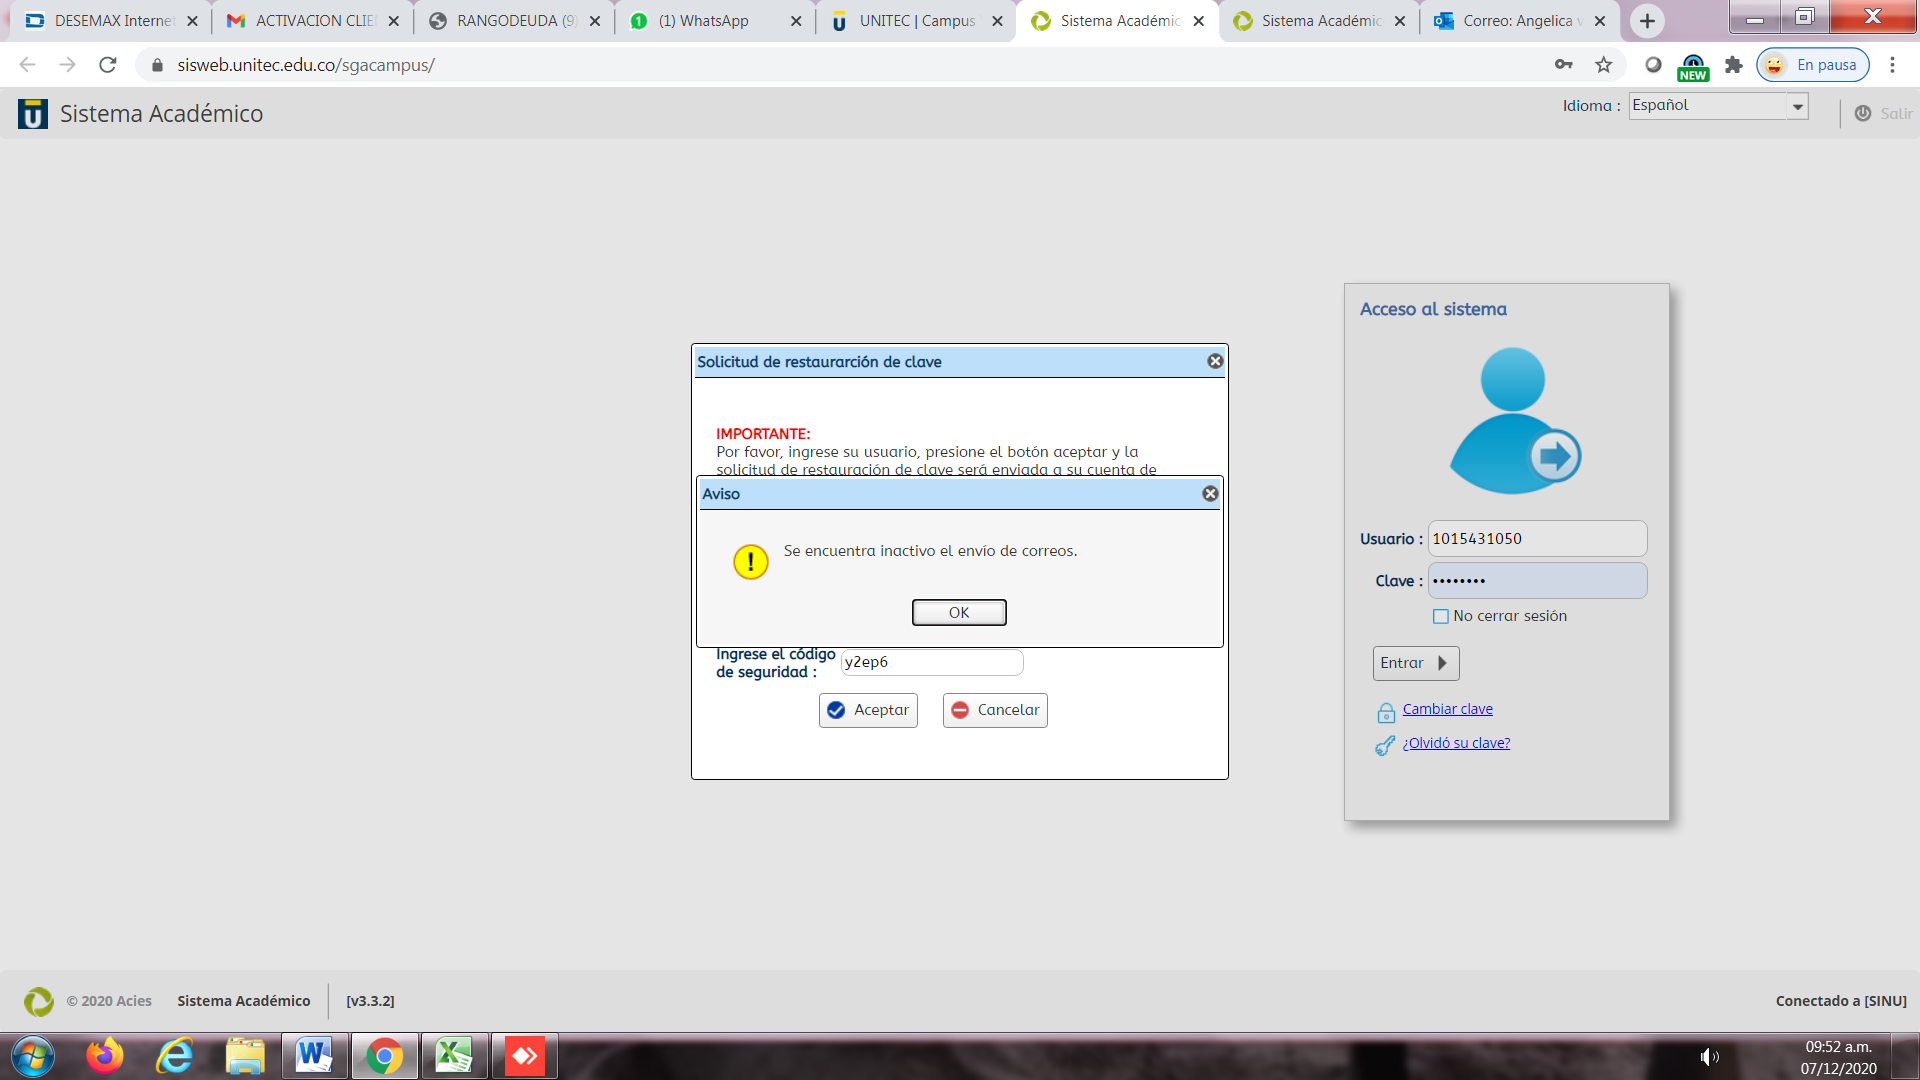 DESEMAX Internet
ACTIVACION CLIE
RANGODEUDA (9)
(1) WhatsApp
UNITEC | Campus
Sistema Académic
Sistema Académic
Correo: Angelica v
sisweb.unitec.edu.co/sgacampus/
NEW
En pausa
Sistema Académico
Idioma :
Español
Salir
Acceso al sistema
Solicitud de restaurarción de clave
IMPORTANTE:
Por favor, ingrese su usuario, presione el botón aceptar y la
solicitud de restauración de clave será enviada a su cuenta de
Aviso
Se encuentra inactivo el envío de correos.
OK
Ingrese el código
de seguridad :
y2ep6
Aceptar
Cancelar
Usuario :
1015431050
Clave :
••••••••
No cerrar sesión
Entrar
Cambiar clave
¿Olvidó su clave?
© 2020 Acies
Sistema Académico
[v3.3.2]
Conectado a [SINU]
09:52 a.m.
07/12/2020